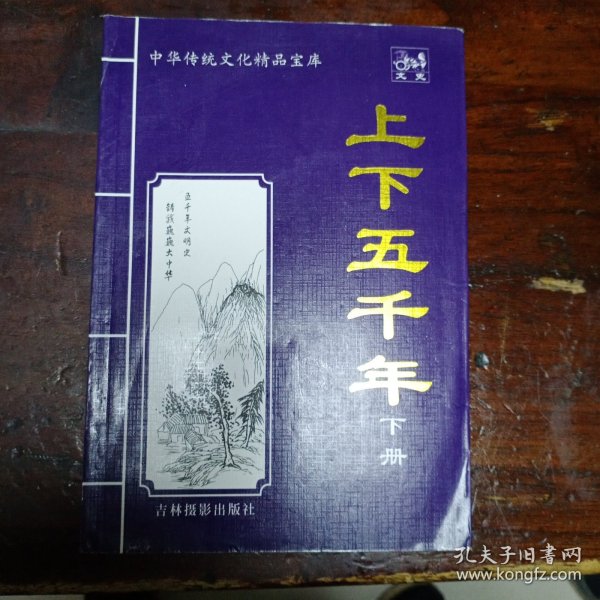 中华传统文化精品宝库
文史
上下五千年
下册
五千年文明史
铸我巍巍大中华
吉林摄影出版社
孔夫子旧书网
www.kongfz.com